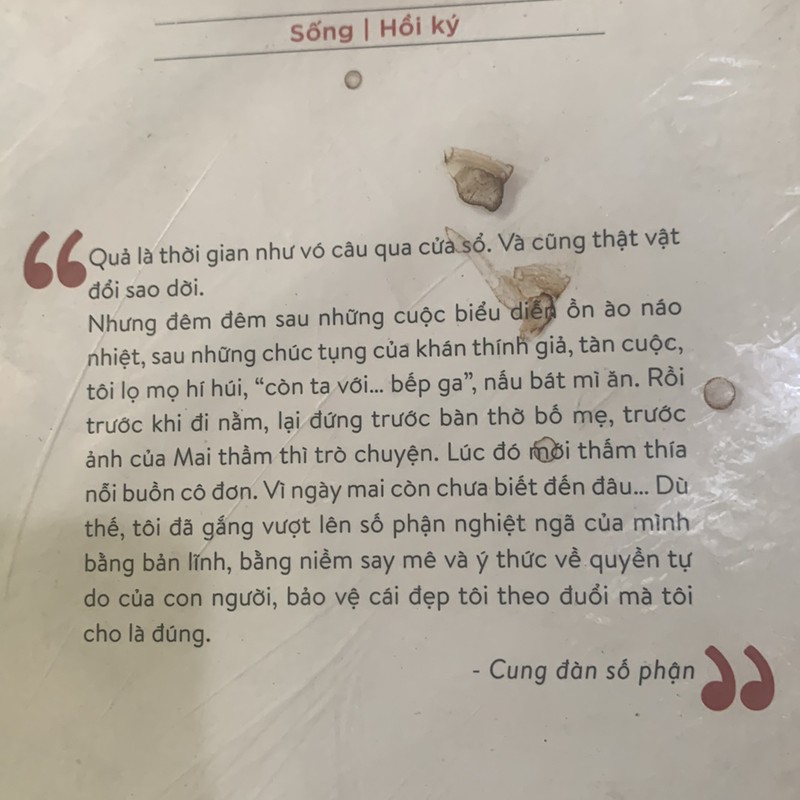 Sống | Hồi ký
Quả là thời gian như vó câu qua cửa sổ. Và cũng thật vật
đổi sao dời.
Nhưng đêm đêm sau những cuộc biểu diễn ồn ào náo
nhiệt, sau những chúc tụng của khán thính giả, tàn cuộc,
tôi lọ mọ hí húi, “còn ta với... bếp ga”, nấu bát mì ăn. Rồi
trước khi đi nằm, lại đứng trước bàn thờ bố mẹ, trước
ảnh của Mai thầm thì trò chuyện. Lúc đó mới thấm thía
nỗi buồn cô đơn. Vì ngày mai còn chưa biết đến đâu... Dù
thế, tôi đã gắng vượt lên số phận nghiệt ngã của mình
bằng bản lĩnh, bằng niềm say mê và ý thức về quyền tự
do của con người, bảo vệ cái đẹp tôi theo đuổi mà tôi
cho là đúng.
- Cung đàn số phận